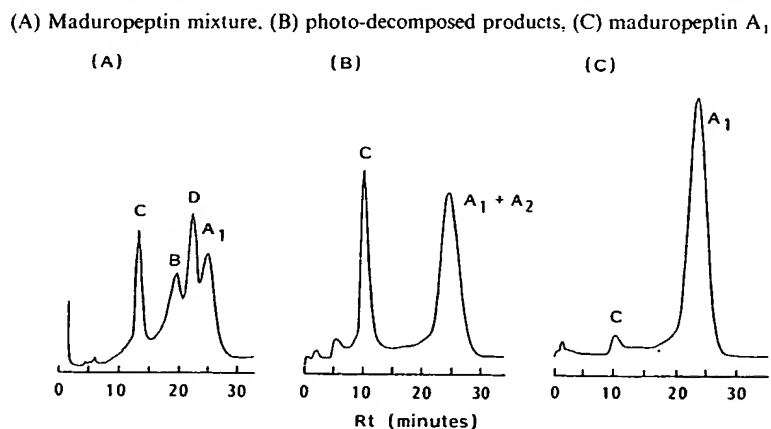 (A) Maduropeptin mixture. (B) photo-decomposed products, (C) maduropeptin A₁
(A) (B) (C)
C B D A₁
C A₁ + A₂
C A₁
0 10 20 30 0 10 20 30 0 10 20 30
Rt (minutes)